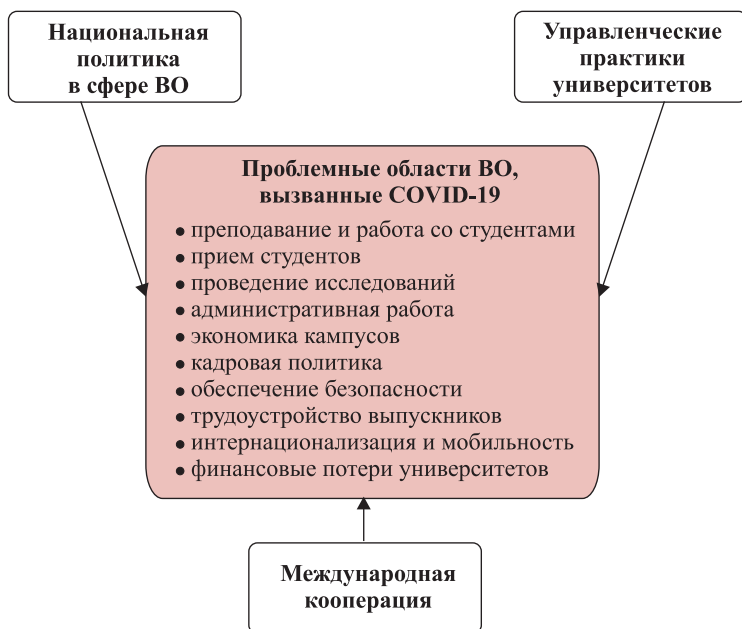 Национальная
политика
в сфере ВО
Управленческие
практики
университетов
Проблемные области ВО,
вызванные COVID-19
• преподавание и работа со студентами
• прием студентов
• проведение исследований
• административная работа
• экономика кампусов
• кадровая политика
• обеспечение безопасности
• трудоустройство выпускников
• интернационализация и мобильность
• финансовые потери университетов
Международная
кооперация